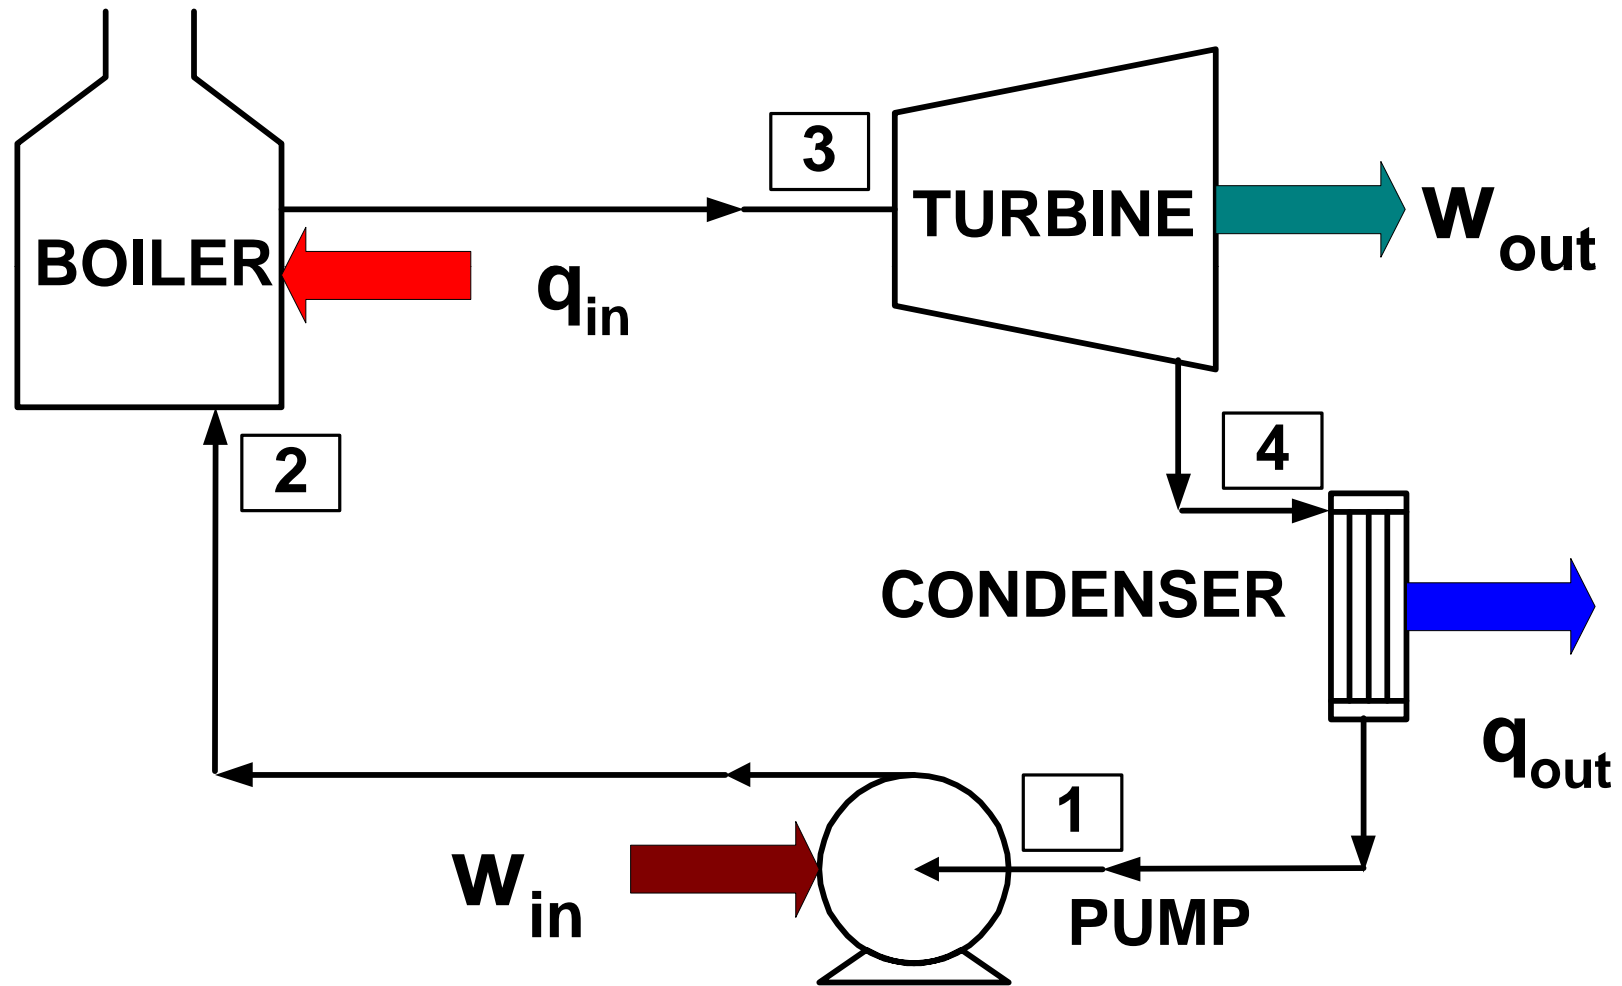 3
TURBINE
w out
BOILER
q in
4
2
CONDENSER
q out
1
w in
PUMP